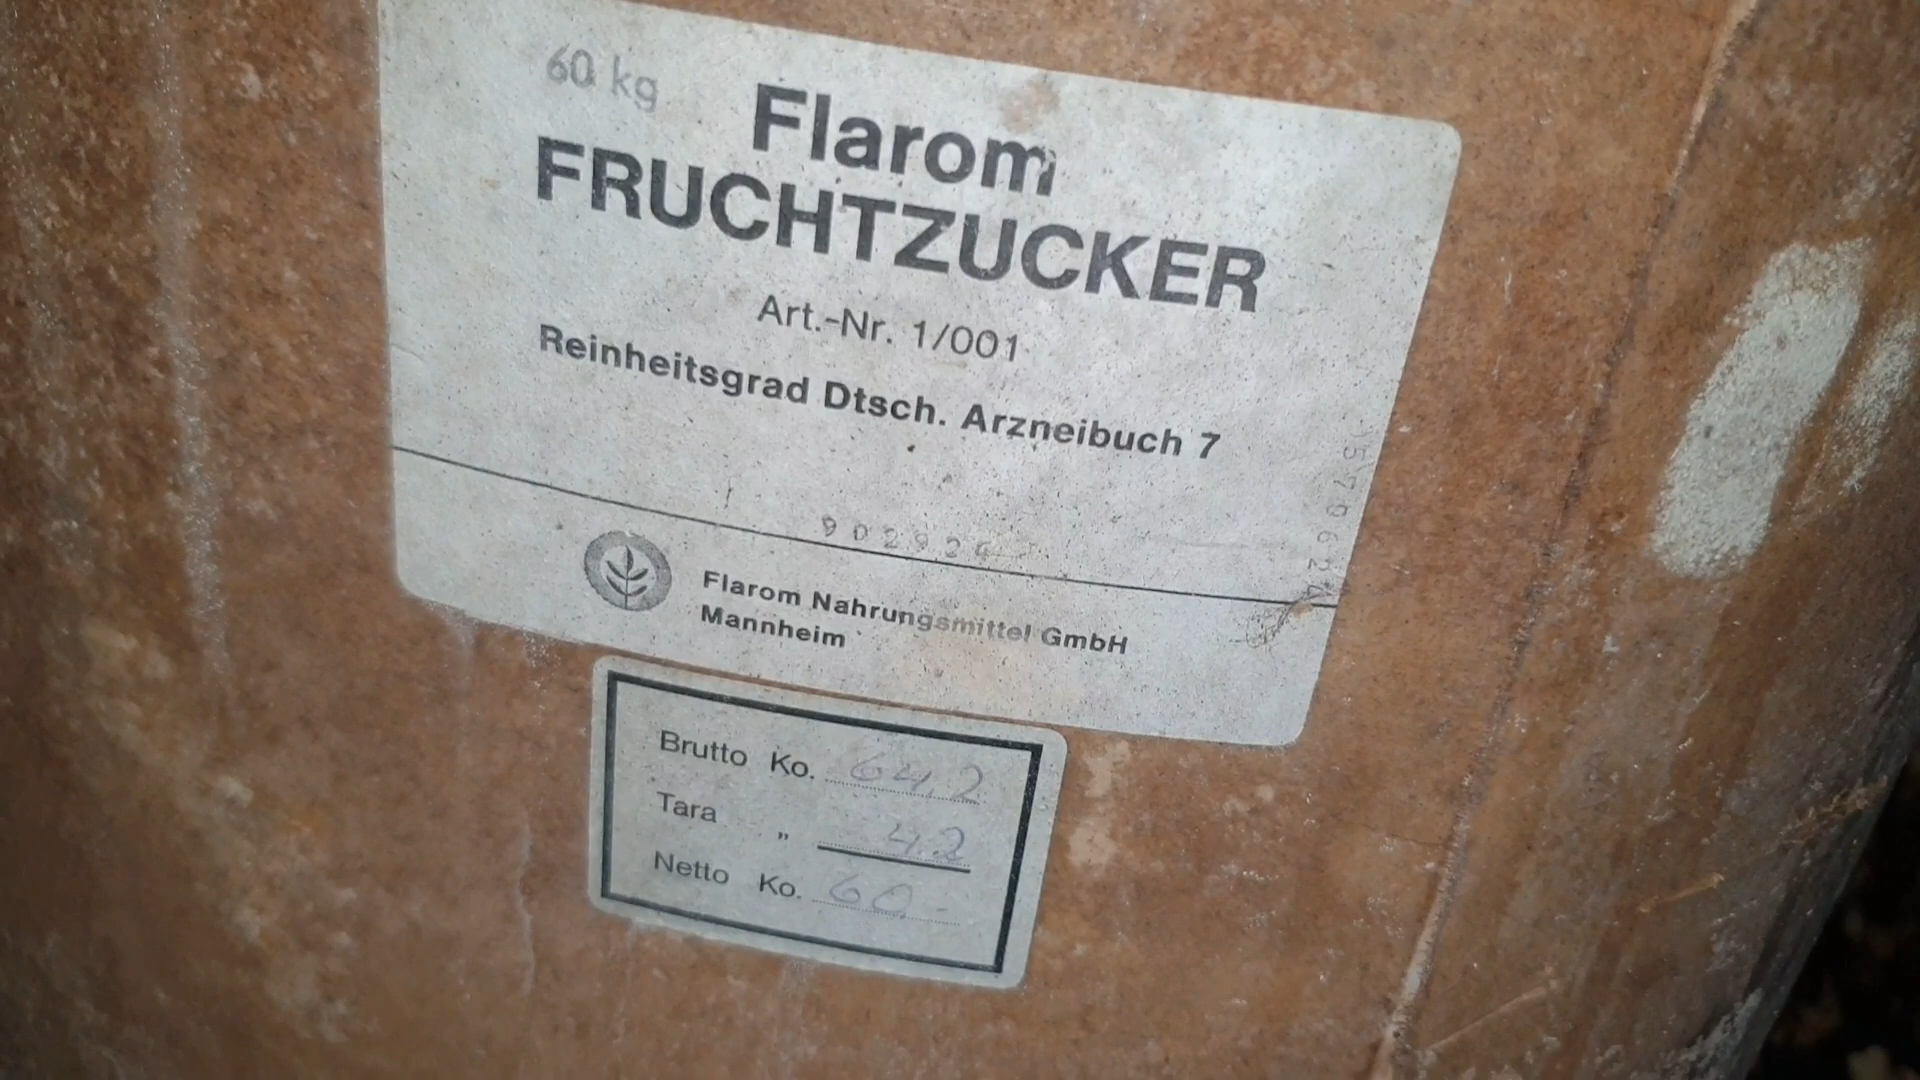 60 kg
Flarom
FRUCHTZUCKER
Art.-Nr. 1/001
Reinheitsgrad Dtsch. Arzneibuch 7
Flarom Nahrungsmittel GmbH
Mannheim
Brutto Ko. 64,2
Tara " 4,2
Netto Ko. 60,-